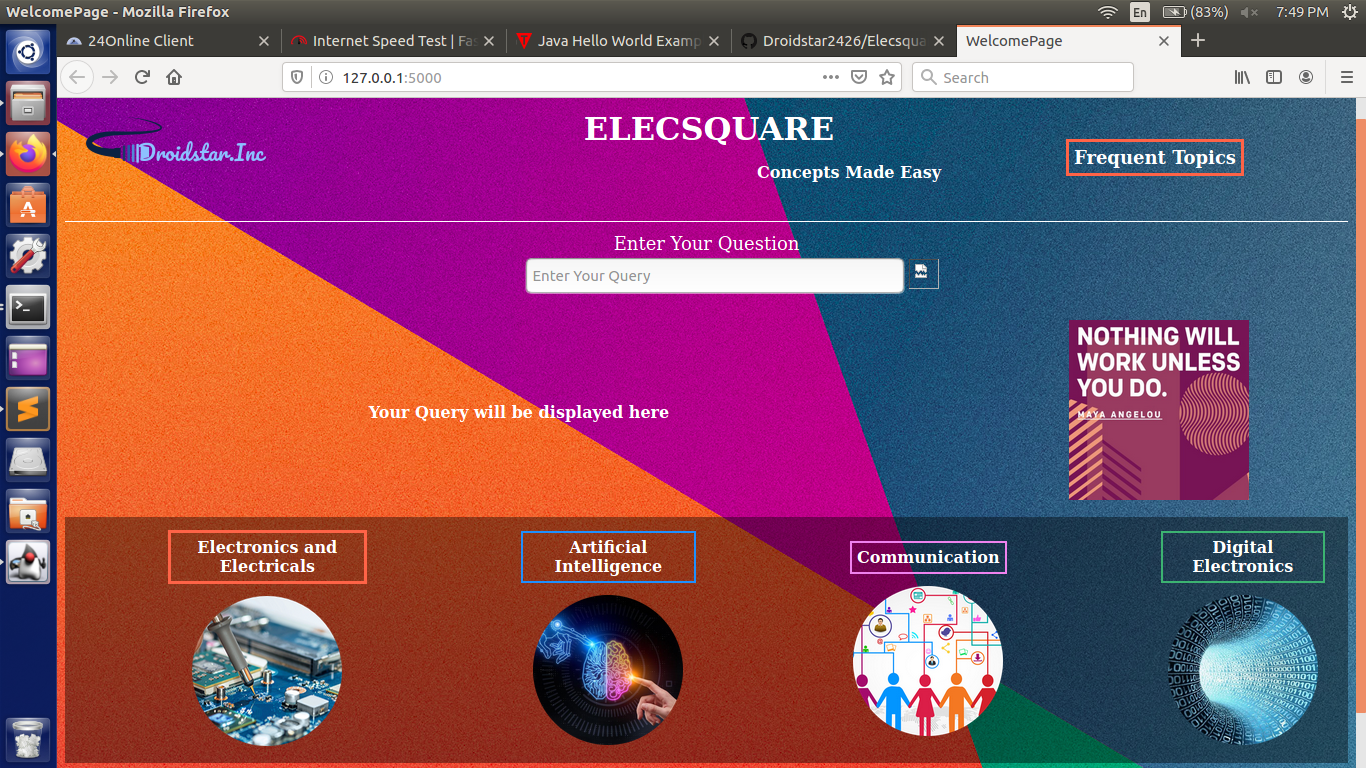 WelcomePage - Mozilla Firefox
En
(83%)
7:49 PM
24Online Client
Internet Speed Test | Fas
Java Hello World Examp
Droidstar2426/Elecsqua
WelcomePage
127.0.0.1:5000
Search
Droidstar.Inc
ELECSQUARE
Concepts Made Easy
Frequent Topics
Enter Your Question
Enter Your Query
NOTHING WILL
WORK UNLESS
YOU DO.
MAYA ANGELOU
Your Query will be displayed here
Electronics and
Electricals
Artificial
Intelligence
Communication
Digital
Electronics